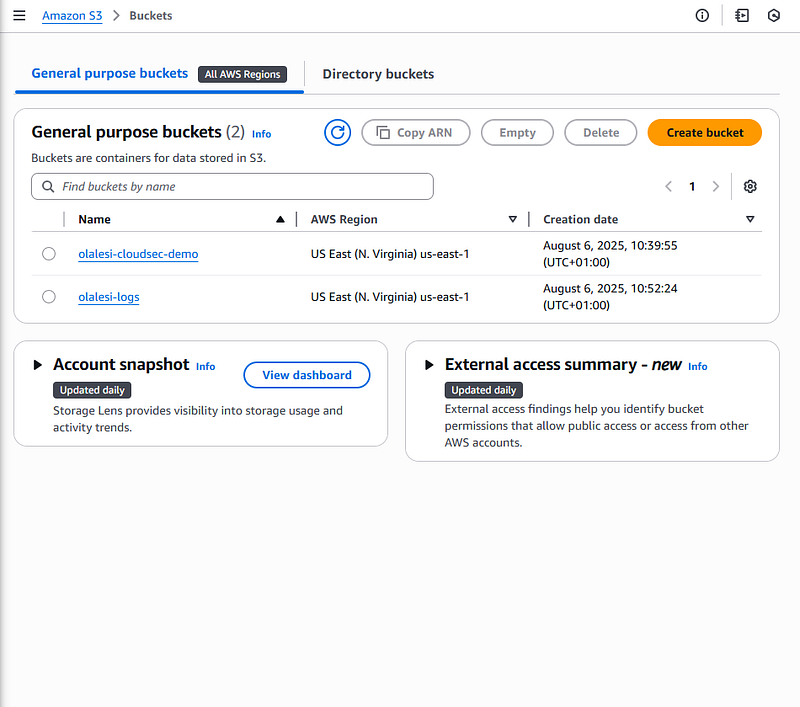 Amazon S3 > Buckets
General purpose buckets All AWS Regions Directory buckets
General purpose buckets (2) Info Copy ARN Empty Delete Create bucket
Buckets are containers for data stored in S3.
Find buckets by name 1
Name AWS Region Creation date
olalesi-cloudsec-demo US East (N. Virginia) us-east-1 August 6, 2025, 10:39:55
(UTC+01:00)
olalesi-logs US East (N. Virginia) us-east-1 August 6, 2025, 10:52:24
(UTC+01:00)
Account snapshot Info View dashboard
Updated daily
Storage Lens provides visibility into storage usage and
activity trends.
External access summary - new Info
Updated daily
External access findings help you identify bucket
permissions that allow public access or access from other
AWS accounts.